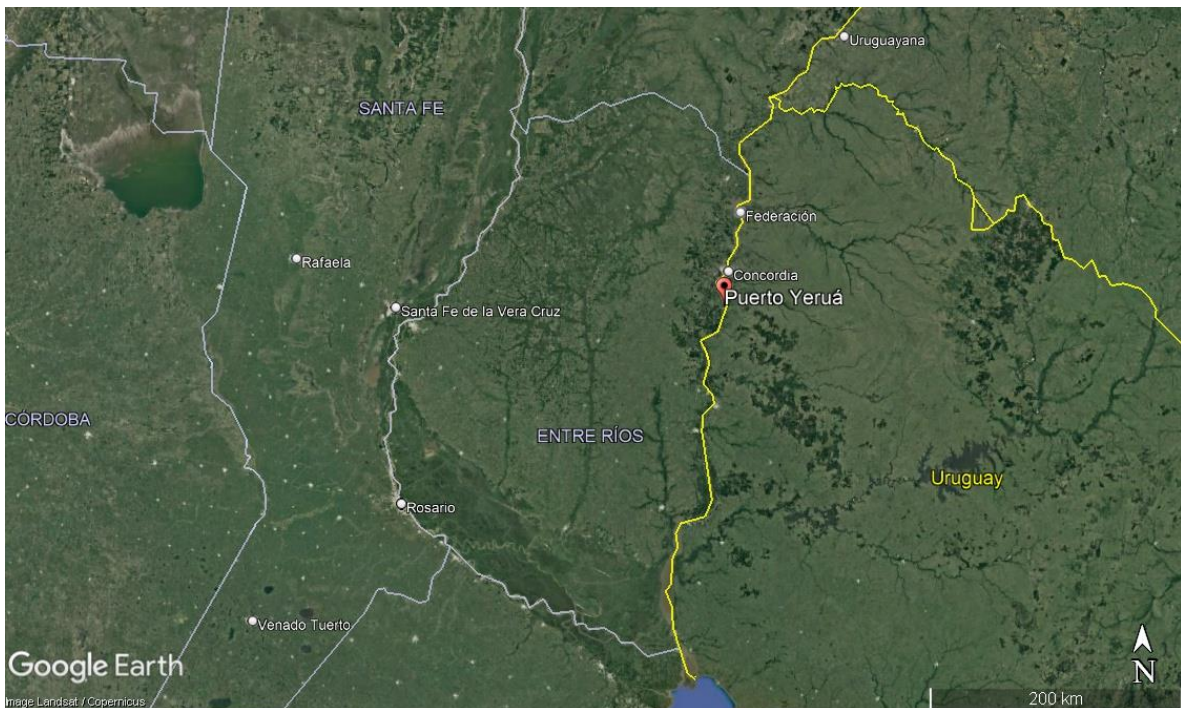 Uruguayana
SANTA FE
Federación
Rafaela
Concordia
Puerto Yeruá
Santa Fe de la Vera Cruz
CÓRDOBA
ENTRE RÍOS
Uruguay
Rosario
Venado Tuerto
Google Earth
N
200 km
mage Landsat / Copernicus